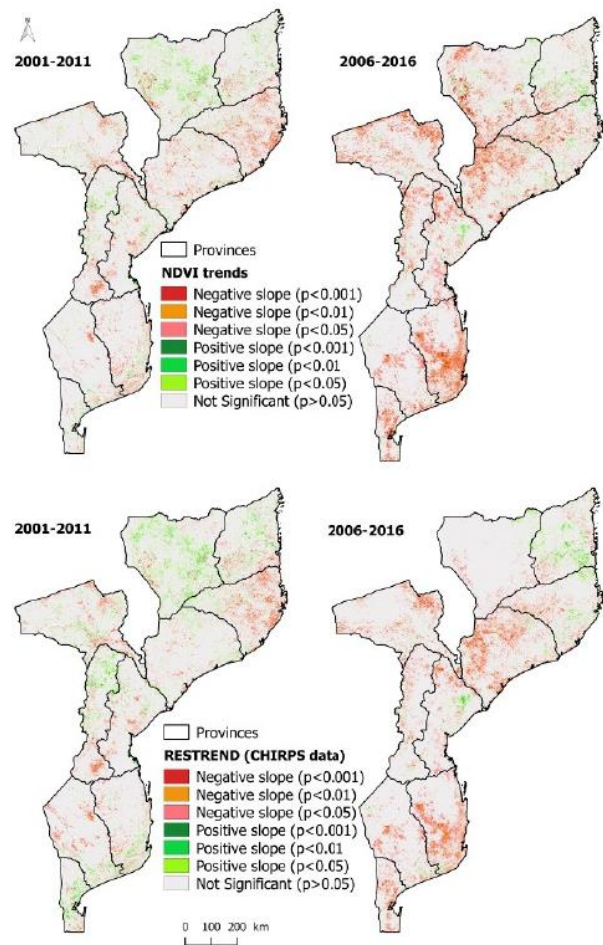 2001-2011
2006-2016
Provinces
NDVI trends
Negative slope (p<0.001)
Negative slope (p<0.01)
Negative slope (p<0.05)
Positive slope (p<0.001)
Positive slope (p<0.01
Positive slope (p<0.05)
Not Significant (p>0.05)
2001-2011
2006-2016
Provinces
RESTREND (CHIRPS data)
Negative slope (p<0.001)
Negative slope (p<0.01)
Negative slope (p<0.05)
Positive slope (p<0.001)
Positive slope (p<0.01
Positive slope (p<0.05)
Not Significant (p>0.05)
0 100 200 km